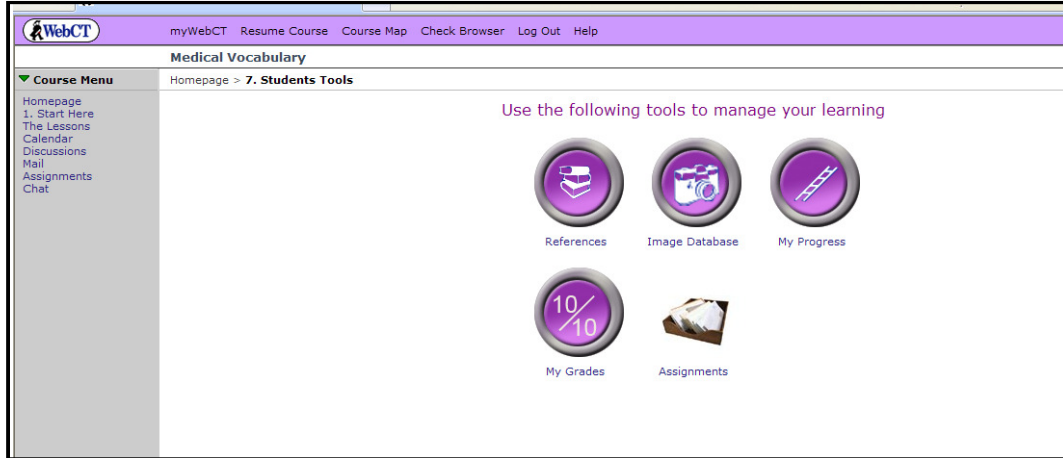 WebCT
myWebCT Resume Course Course Map Check Browser Log Out Help
Medical Vocabulary
Course Menu
Homepage > 7. Students Tools
Homepage
1. Start Here
The Lessons
Calendar
Discussions
Mail
Assignments
Chat
Use the following tools to manage your learning
References
Image Database
My Progress
10/10
My Grades
Assignments